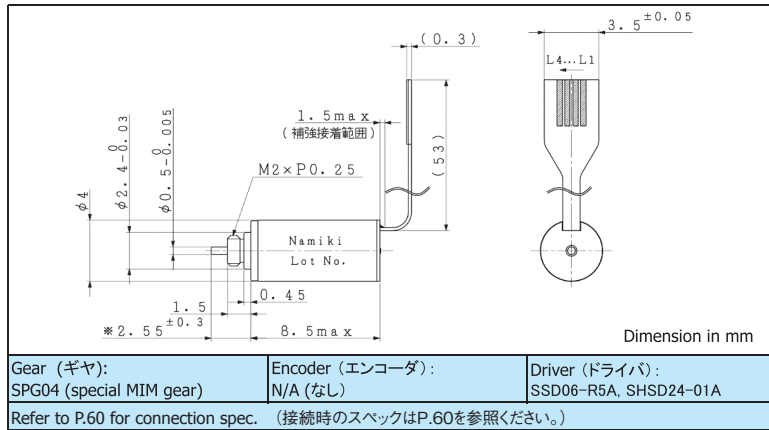 (0.3)
3.5±0.05
L4...L1
1.5max
(補強接着範囲)
(53)
M2×P0.25
φ4
φ2.4-0 0.03
φ0.5-0 0.005
Namiki
Lot No.
0.45
1.5
±0.3
※2.55
8.5max
Dimension in mm
Gear (ギヤ):
SPG04 (special MIM gear)
Encoder (エンコーダ):
N/A (なし)
Driver (ドライバ):
SSD06-R5A, SHSD24-01A
Refer to P.60 for connection spec. (接続時のスペックはP.60を参照ください。)